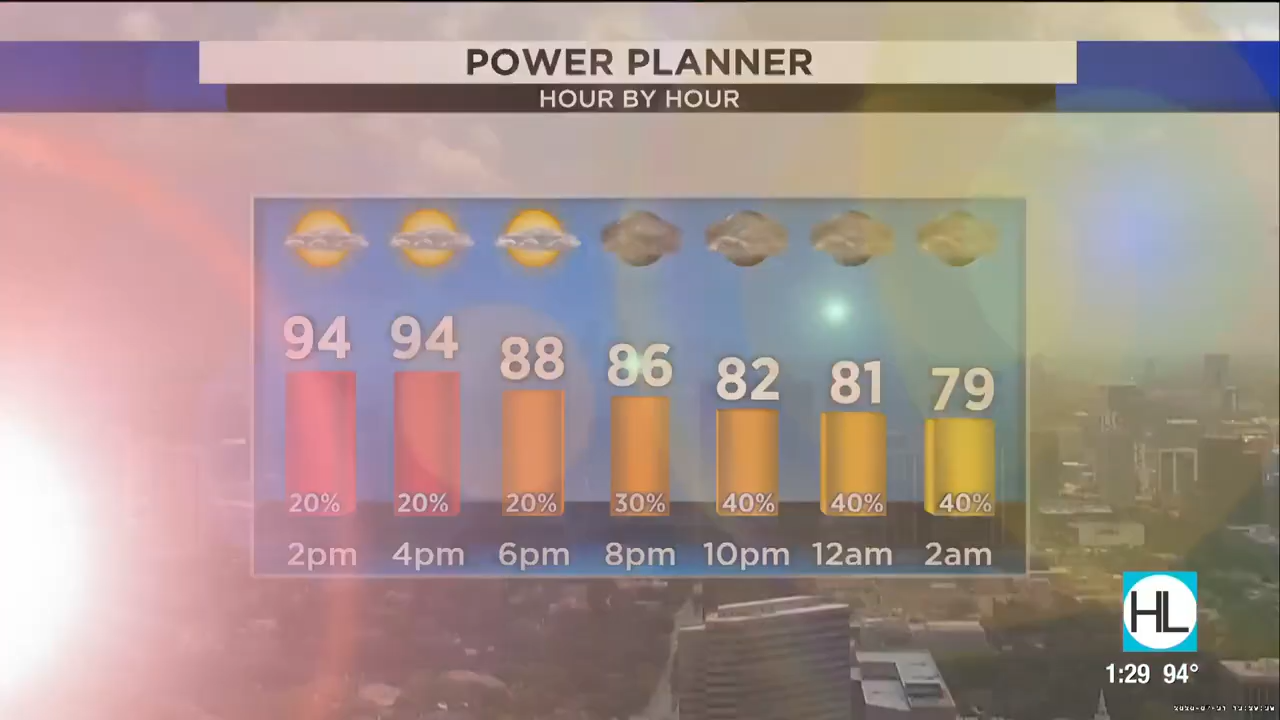 POWER PLANNER
HOUR BY HOUR
94 94 88 86 82 81 79
20% 20% 20% 30% 40% 40% 40%
2pm 4pm 6pm 8pm 10pm 12am 2am
HL
1:29 94°